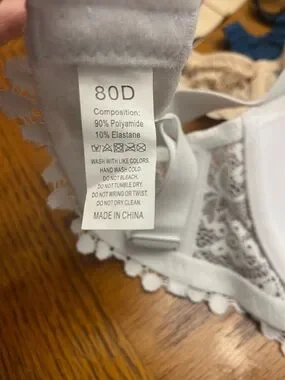 80D
Composition:
90% Polyamide
10% Elastane
WASH WITH LIKE COLORS.
HAND WASH COLD.
DO NOT BLEACH.
DO NOT TUMBLE DRY.
DO NOT WRING OR TWIST.
DO NOT DRY CLEAN.
MADE IN CHINA